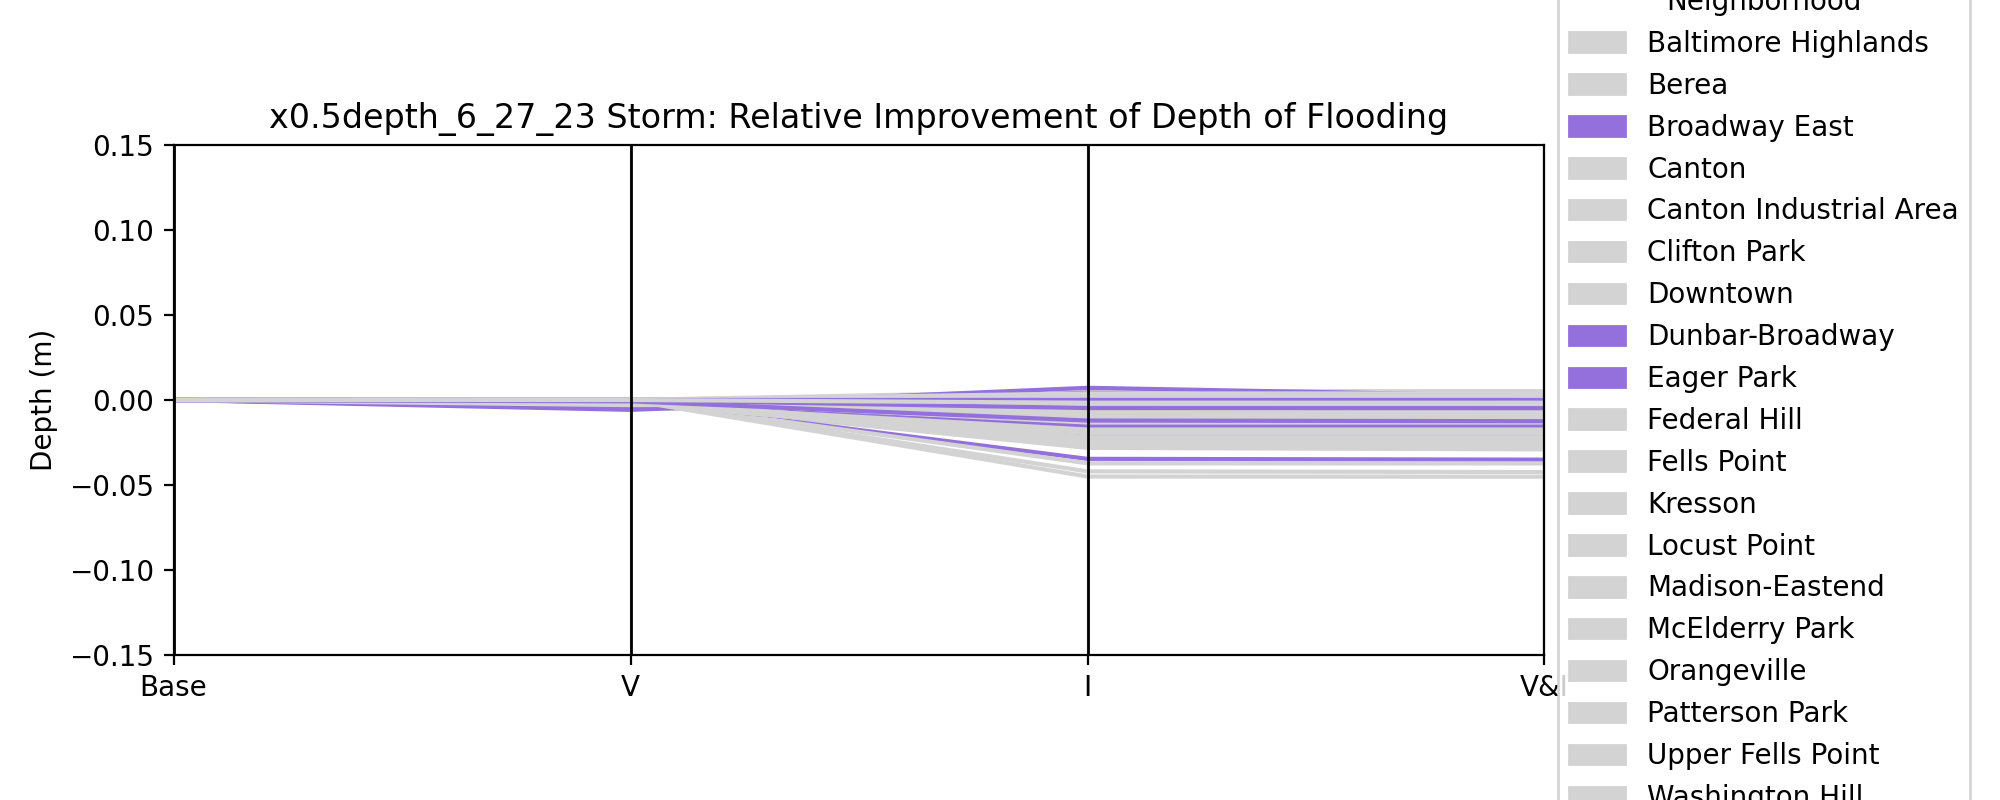 x0.5depth_6_27_23 Storm: Relative Improvement of Depth of Flooding
Depth (m)
0.15
0.10
0.05
0.00
−0.05
−0.10
−0.15
Base
V
I
V&I
Neighborhood
Baltimore Highlands
Berea
Broadway East
Canton
Canton Industrial Area
Clifton Park
Downtown
Dunbar-Broadway
Eager Park
Federal Hill
Fells Point
Kresson
Locust Point
Madison-Eastend
McElderry Park
Orangeville
Patterson Park
Upper Fells Point
Washington Hill